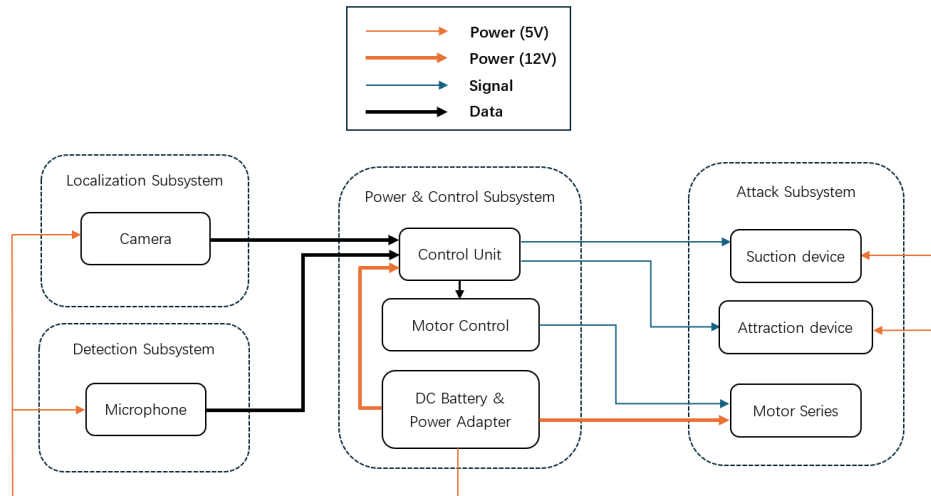 Power (5V)
Power (12V)
Signal
Data
Localization Subsystem
Camera
Detection Subsystem
Microphone
Power & Control Subsystem
Control Unit
Motor Control
DC Battery &
Power Adapter
Attack Subsystem
Suction device
Attraction device
Motor Series